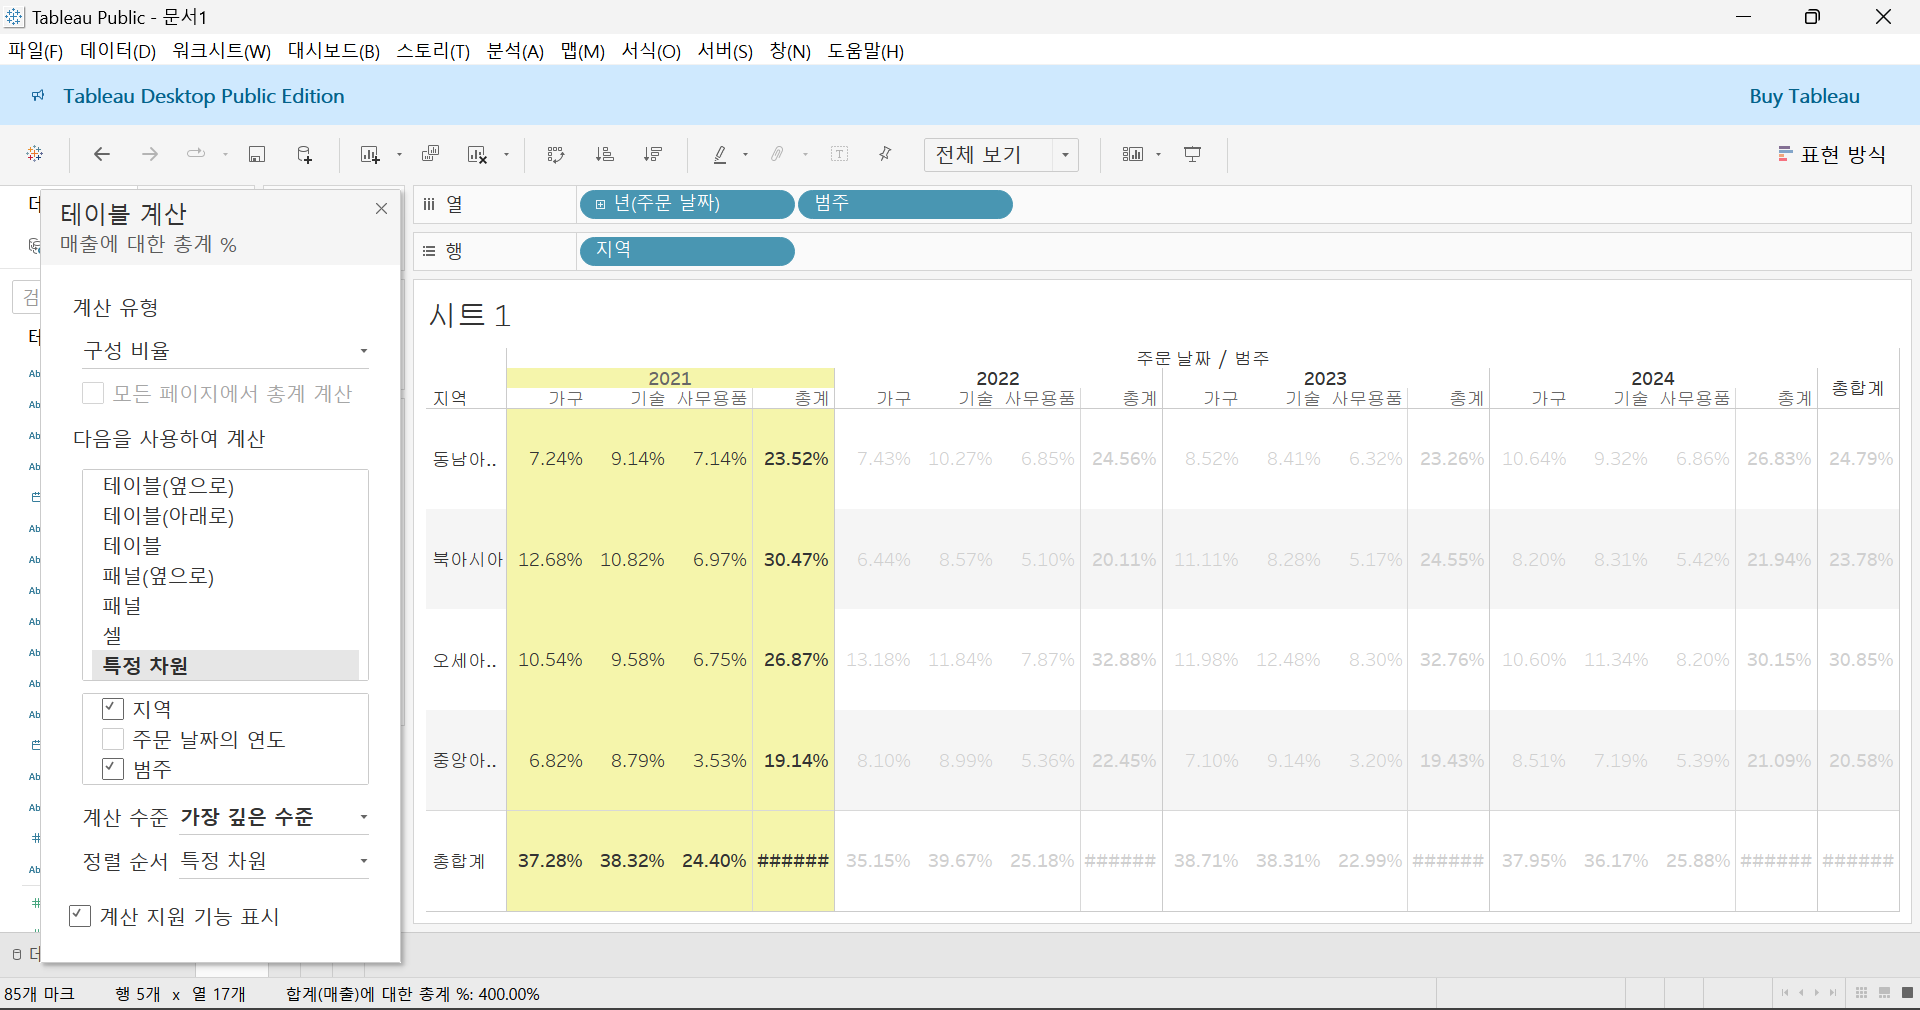 Tableau Public - 문서1
파일(F) 데이터(D) 워크시트(W) 대시보드(B) 스토리(T) 분석(A) 맵(M) 서식(O) 서버(S) 창(N) 도움말(H)
Tableau Desktop Public Edition Buy Tableau
전체 보기 표현 방식
테이블 계산
매출에 대한 총계 %
계산 유형
구성 비율
모든 페이지에서 총계 계산
다음을 사용하여 계산
테이블(옆으로)
테이블(아래로)
테이블
패널(옆으로)
패널
셀
특정 차원
지역
주문 날짜의 연도
범주
계산 수준 가장 깊은 수준
정렬 순서 특정 차원
계산 지원 기능 표시
열 년(주문 날짜) 범주
행 지역
시트 1
주문 날짜 / 범주
2021 2022 2023 2024
지역 가구 기술 사무용품 총계 가구 기술 사무용품 총계 가구 기술 사무용품 총계 가구 기술 사무용품 총계 총합계
동남아.. 7.24% 9.14% 7.14% 23.52% 7.43% 10.27% 6.85% 24.56% 8.52% 8.41% 6.32% 23.26% 10.64% 9.32% 6.86% 26.83% 24.79%
북아시아 12.68% 10.82% 6.97% 30.47% 6.44% 8.57% 5.10% 20.11% 11.11% 8.28% 5.17% 24.55% 8.20% 8.31% 5.42% 21.94% 23.78%
오세아.. 10.54% 9.58% 6.75% 26.87% 13.18% 11.84% 7.87% 32.88% 11.98% 12.48% 8.30% 32.76% 10.60% 11.34% 8.20% 30.15% 30.85%
중앙아.. 6.82% 8.79% 3.53% 19.14% 8.10% 8.99% 5.36% 22.45% 7.10% 9.14% 3.20% 19.43% 8.51% 7.19% 5.39% 21.09% 20.58%
총합계 37.28% 38.32% 24.40% ###### 35.15% 39.67% 25.18% ###### 38.71% 38.31% 22.99% ###### 37.95% 36.17% 25.88% ###### ######
85개 마크 행 5개 x 열 17개 합계(매출)에 대한 총계 %: 400.00%